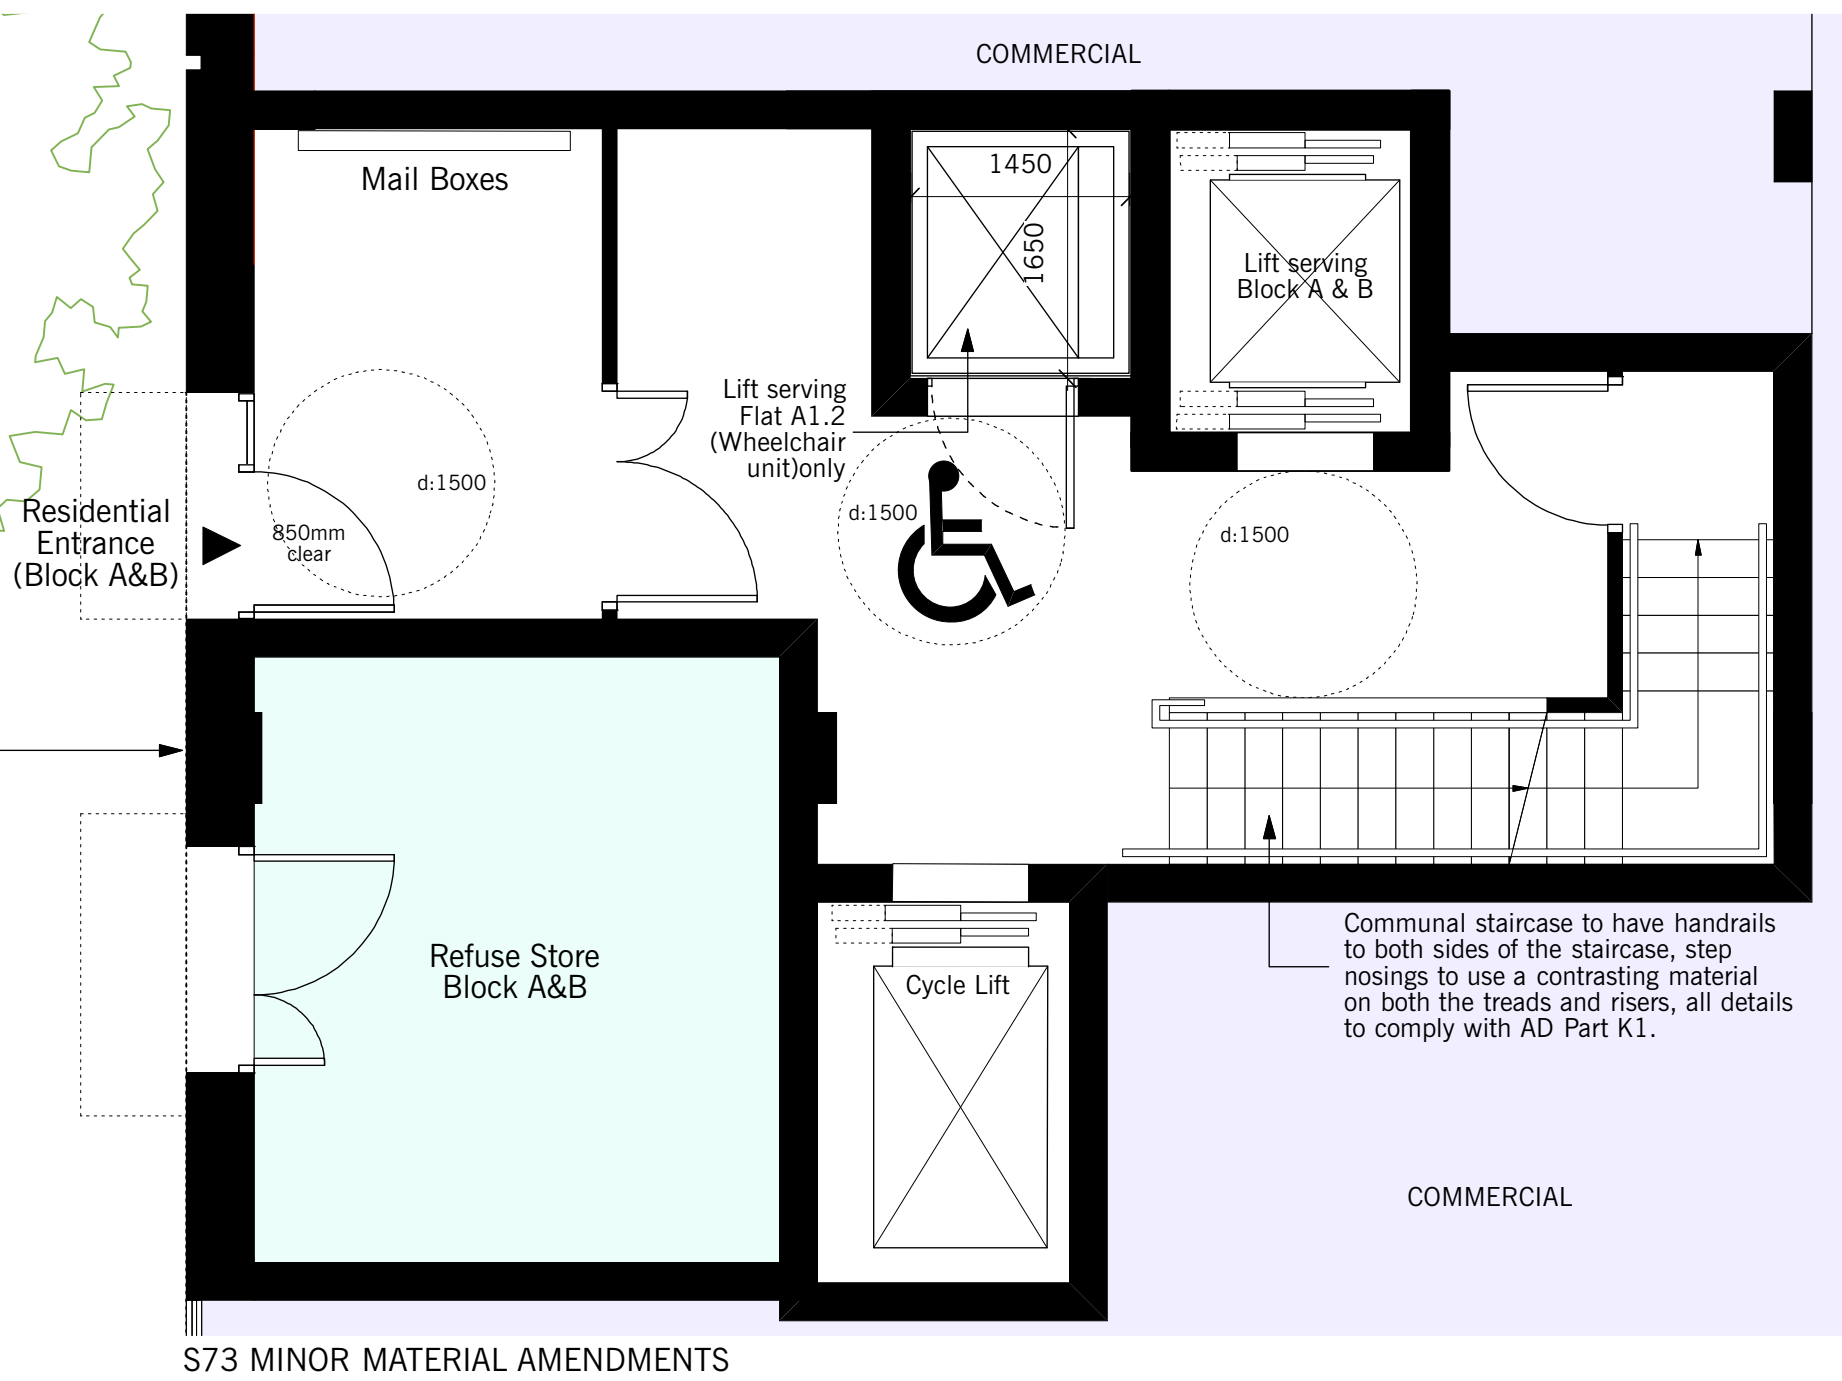 COMMERCIAL
Mail Boxes
1450
1650
Lift serving
Block A & B
Lift serving
Flat A1.2
(Wheelchair
unit)only
d:1500
d:1500
d:1500
850mm
clear
Residential
Entrance
(Block A&B)
Refuse Store
Block A&B
Cycle Lift
Communal staircase to have handrails
to both sides of the staircase, step
nosings to use a contrasting material
on both the treads and risers, all details
to comply with AD Part K1.
COMMERCIAL
S73 MINOR MATERIAL AMENDMENTS